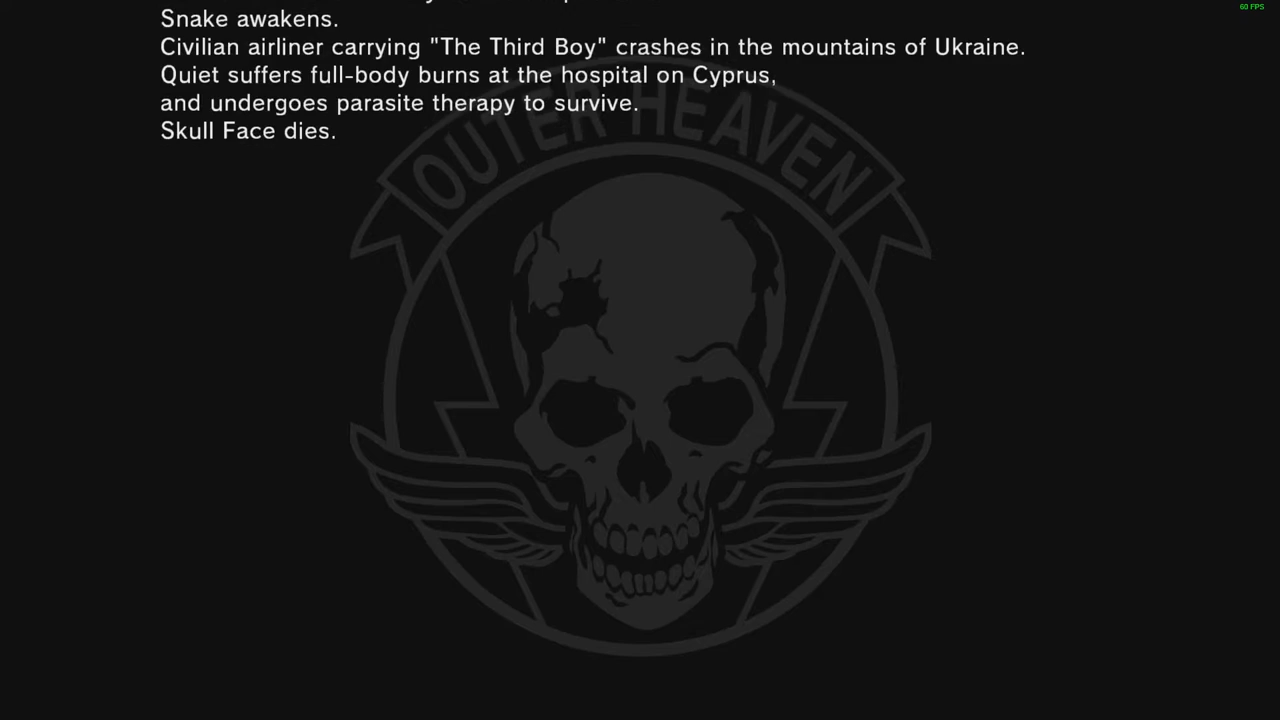 60 FPS
Snake awakens.
Civilian airliner carrying "The Third Boy" crashes in the mountains of Ukraine.
Quiet suffers full-body burns at the hospital on Cyprus,
and undergoes parasite therapy to survive.
Skull Face dies.
OUTER HEAVEN